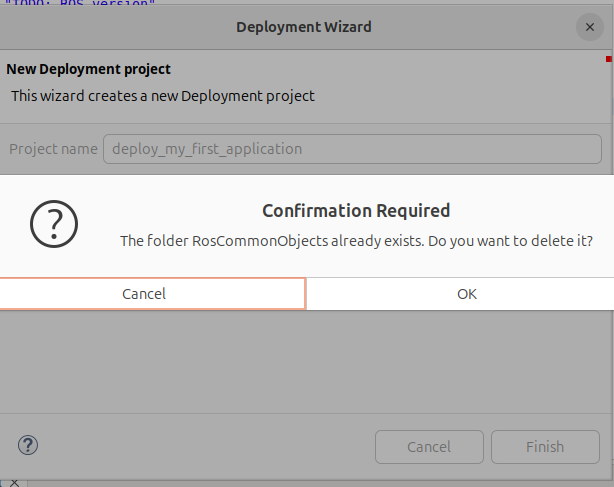 "TODO: ROS version"
Deployment Wizard
New Deployment project
This wizard creates a new Deployment project
Project name deploy_my_first_application
Confirmation Required
The folder RosCommonObjects already exists. Do you want to delete it?
Cancel OK
Cancel Finish